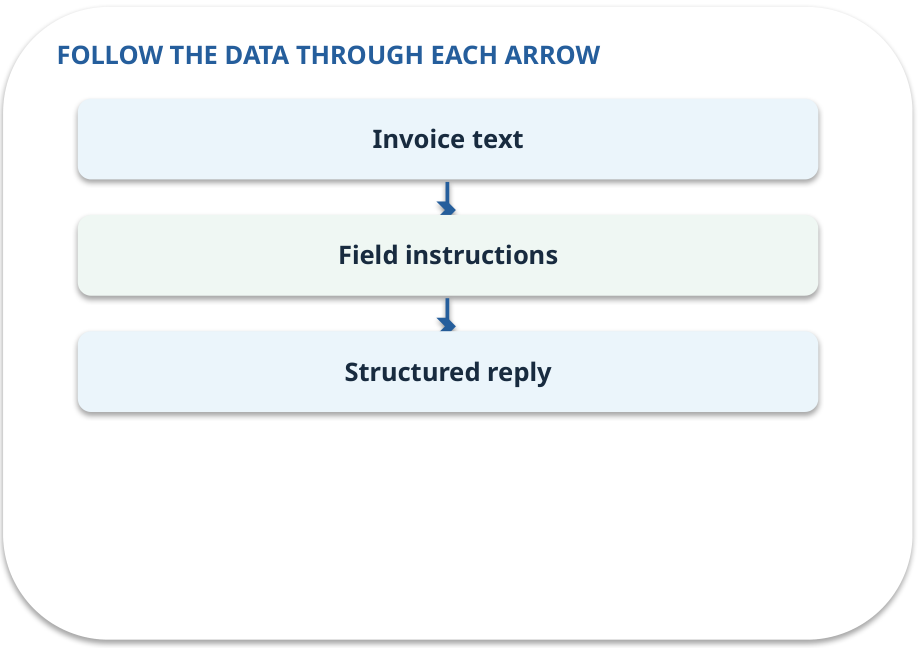 FOLLOW THE DATA THROUGH EACH ARROW
Invoice text
Field instructions
Structured reply